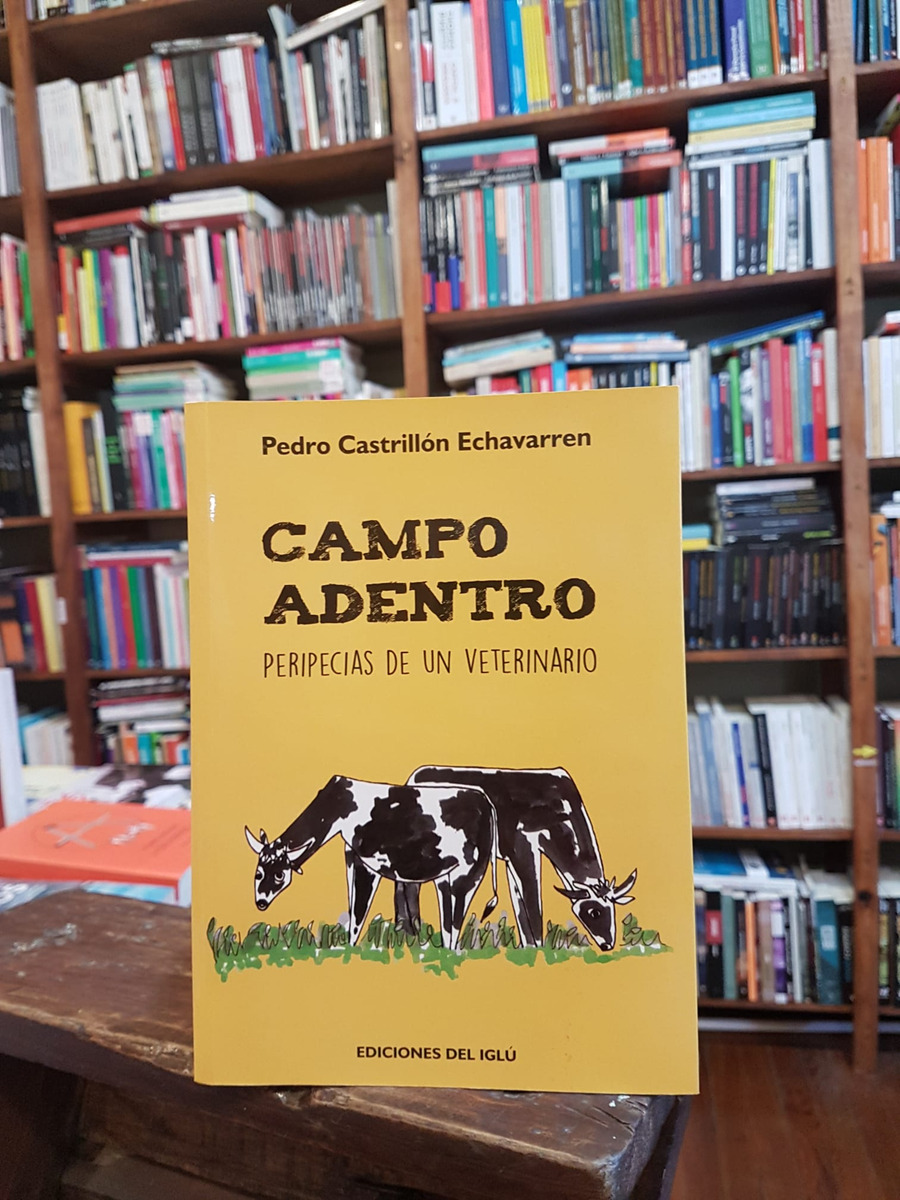 Pedro Castrillón Echavarren
CAMPO
ADENTRO
PERIPECIAS DE UN VETERINARIO
EDICIONES DEL IGLÚ